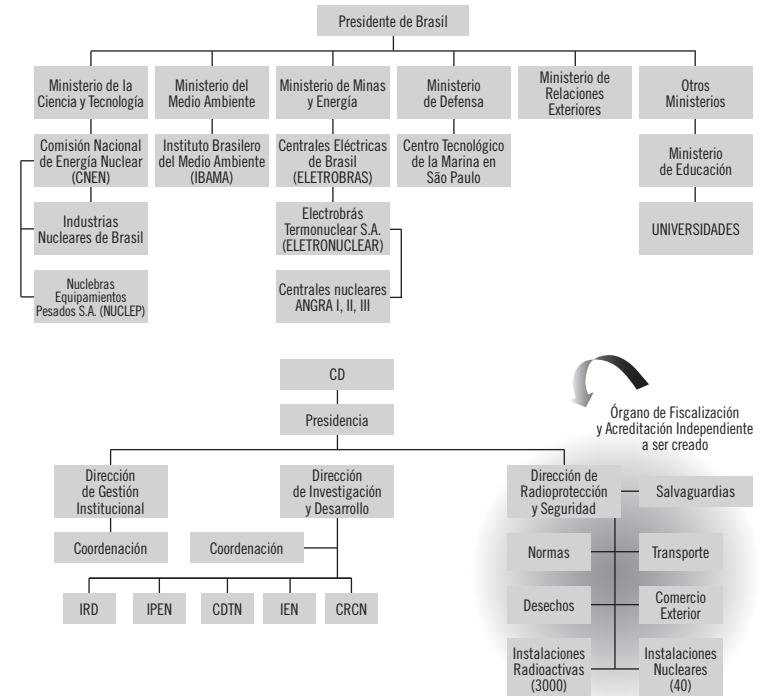 Presidente de Brasil
Ministerio de la
Ciencia y Tecnología
Ministerio del
Medio Ambiente
Ministerio de Minas
y Energía
Ministerio
de Defensa
Ministerio de
Relaciones
Exteriores
Otros
Ministerios
Comisión Nacional
de Energía Nuclear
(CNEN)
Instituto Brasilero
del Medio Ambiente
(IBAMA)
Centrales Eléctricas
de Brasil
(ELETROBRAS)
Centro Tecnológico
de la Marina en
São Paulo
Ministerio
de Educación
Industrias
Nucleares de Brasil
Electrobrás
Termonuclear S.A.
(ELETRONUCLEAR)
UNIVERSIDADES
Nuclebras
Equipamientos
Pesados S.A. (NUCLEP)
Centrales nucleares
ANGRA I, II, III
CD
Presidencia
Órgano de Fiscalización
y Acreditación Independiente
a ser creado
Dirección
de Gestión
Institucional
Dirección
de Investigación
y Desarrollo
Dirección de
Radioprotección
y Seguridad
Salvaguardias
Coordenación
Coordenación
Normas
Transporte
IRD
IPEN
CDTN
IEN
CRCN
Desechos
Comercio
Exterior
Instalaciones
Radioactivas
(3000)
Instalaciones
Nucleares
(40)